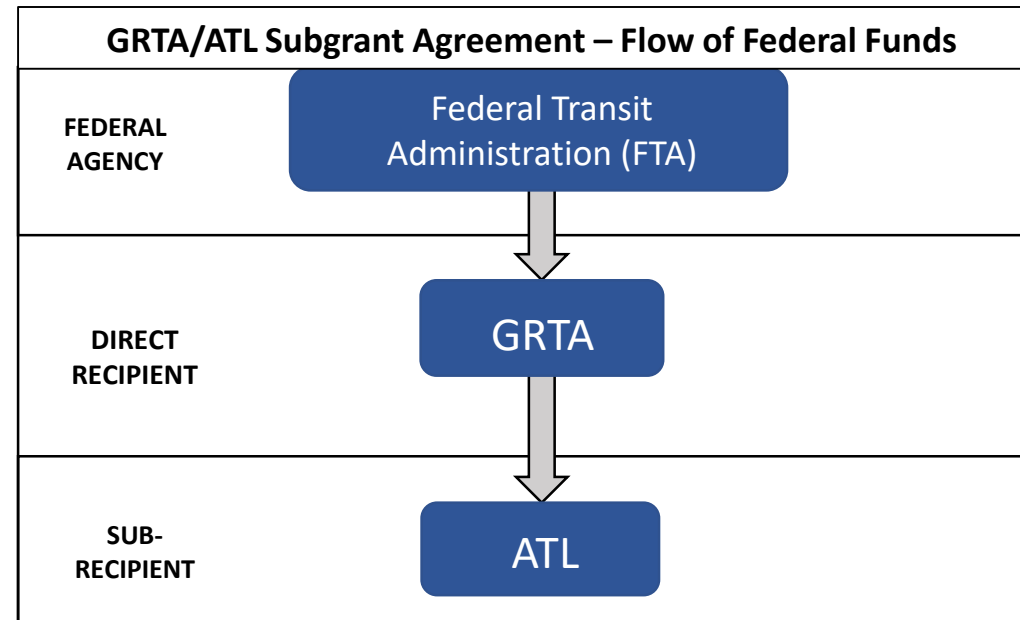 GRTA/ATL Subgrant Agreement – Flow of Federal Funds
FEDERAL
AGENCY
Federal Transit
Administration (FTA)
DIRECT
RECIPIENT
GRTA
SUB-
RECIPIENT
ATL